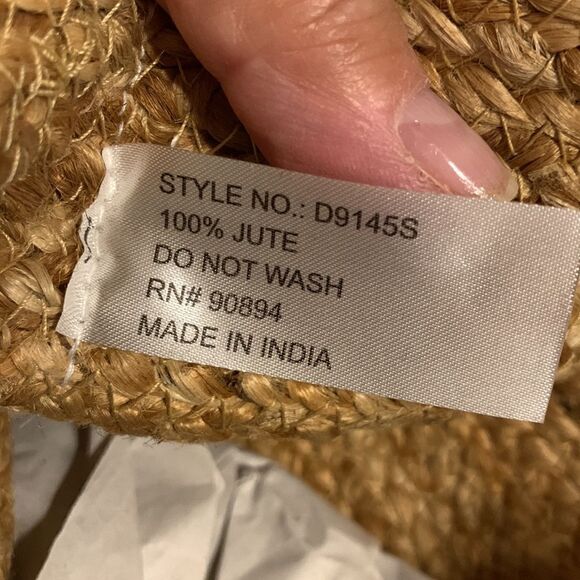 STYLE NO.: D9145S
100% JUTE
DO NOT WASH
RN# 90894
MADE IN INDIA